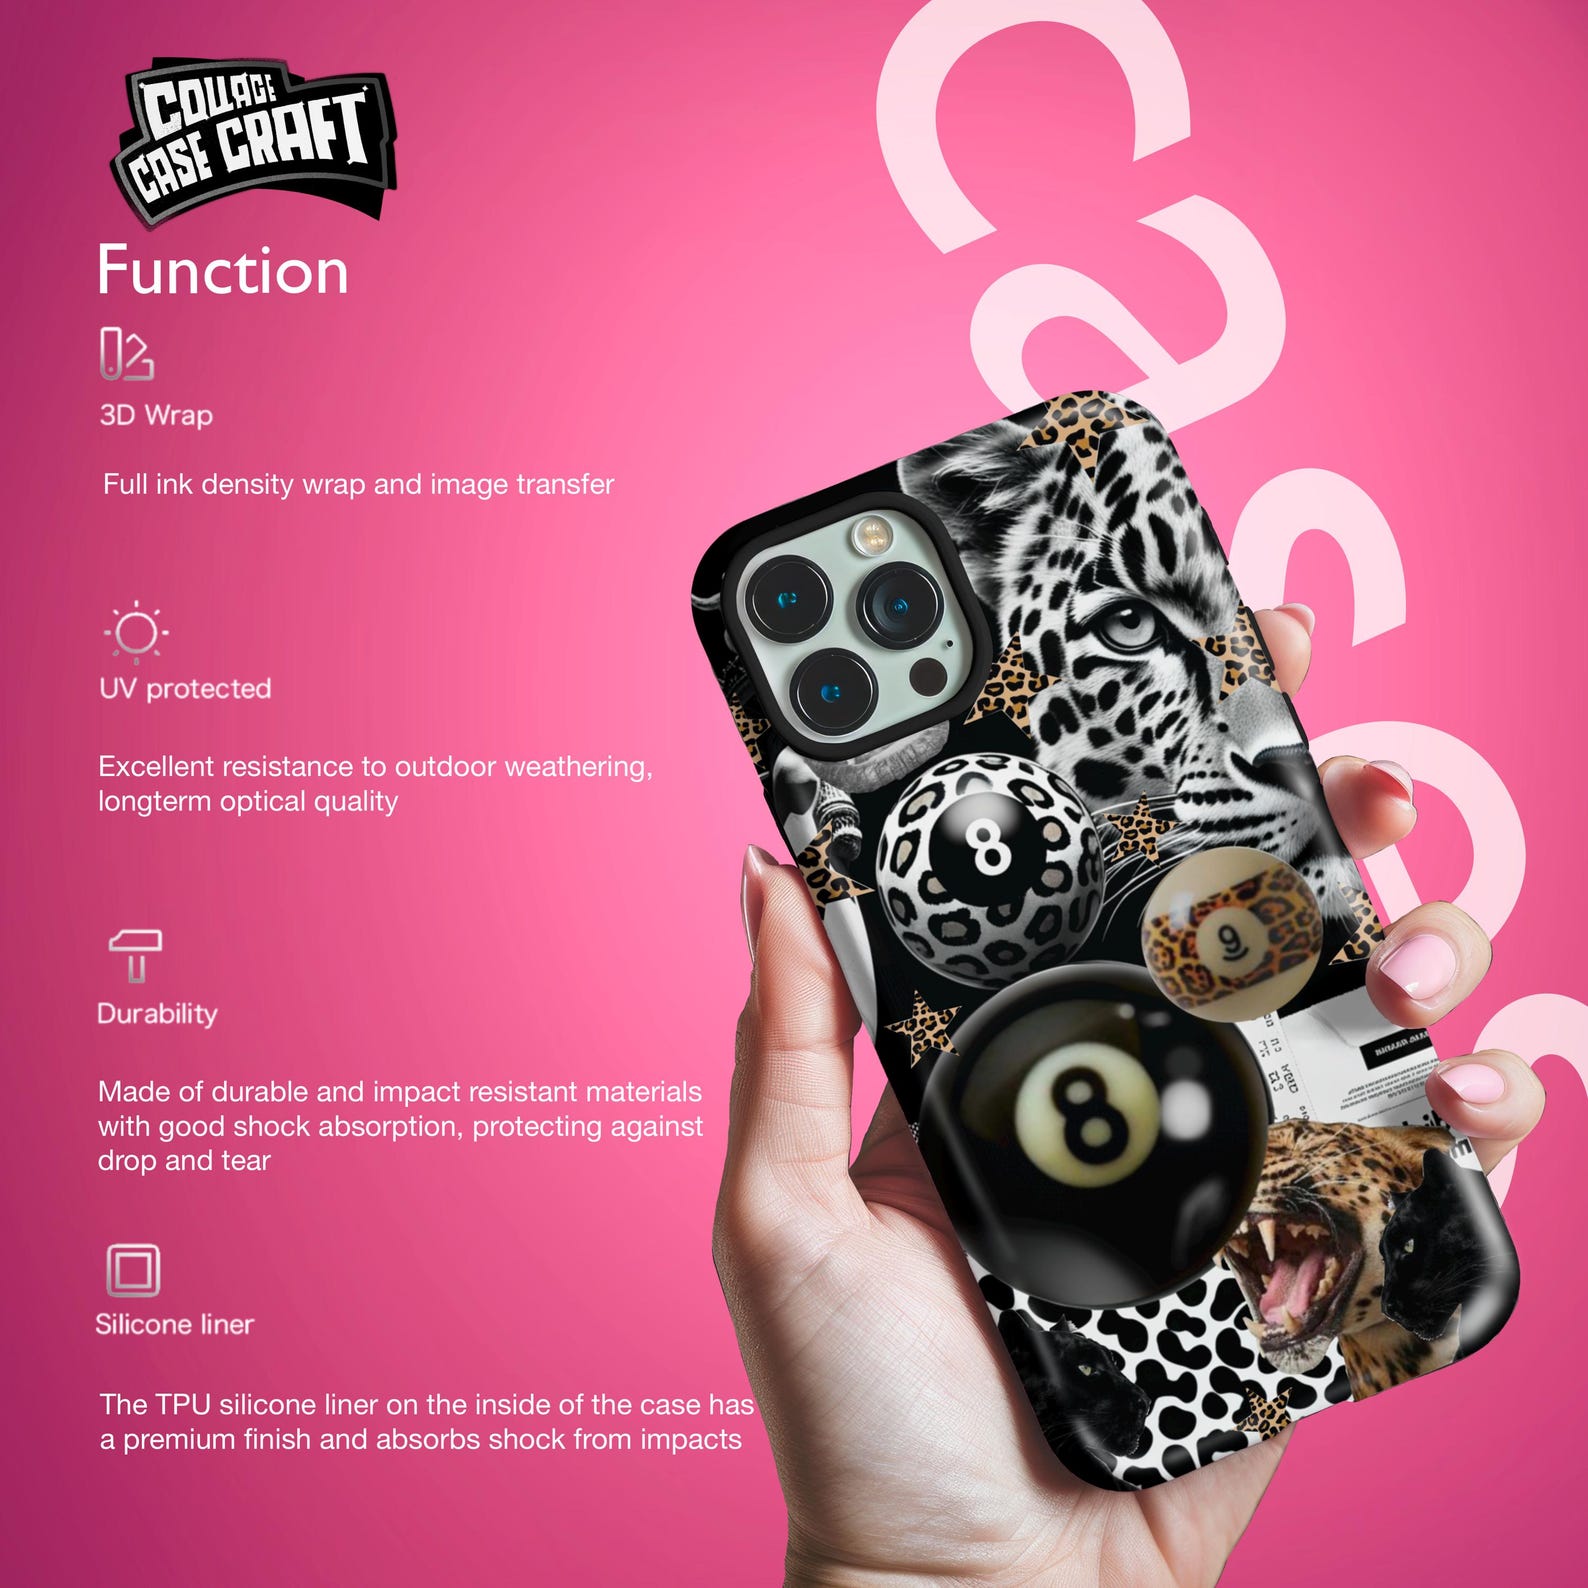 COLLAGE
CASE CRAFT
Function
3D Wrap
Full ink density wrap and image transfer
UV protected
Excellent resistance to outdoor weathering,
longterm optical quality
Durability
Made of durable and impact resistant materials
with good shock absorption, protecting against
drop and tear
Silicone liner
The TPU silicone liner on the inside of the case has
a premium finish and absorbs shock from impacts
Cases
8
9
8